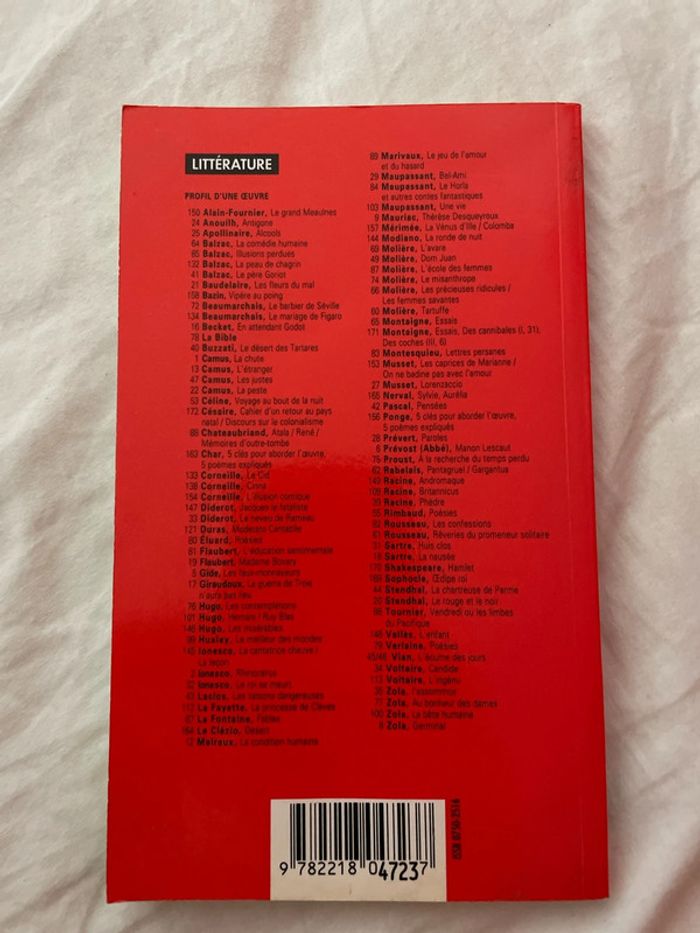 LITTÉRATURE
PROFIL D'UNE ŒUVRE
150 Alain-Fournier, Le grand Meaulnes
24 Anouilh, Antigone
25 Apollinaire, Alcools
64 Balzac, La comédie humaine
85 Balzac, Illusions perdues
132 Balzac, La peau de chagrin
41 Balzac, Le père Goriot
21 Baudelaire, Les fleurs du mal
158 Bazin, Vipère au poing
72 Beaumarchais, Le barbier de Séville
134 Beaumarchais, Le mariage de Figaro
16 Becket, En attendant Godot
78 La Bible
40 Buzzati, Le désert des Tartares
1 Camus, La chute
13 Camus, L'étranger
47 Camus, Les justes
22 Camus, La peste
53 Céline, Voyage au bout de la nuit
172 Césaire, Cahier d'un retour au pays
natal / Discours sur le colonialisme
88 Chateaubriand, Atala / René /
Mémoires d'outre-tombe
163 Char, 5 clés pour aborder l'œuvre,
5 poèmes expliqués
133 Corneille, Le Cid
138 Corneille, Cinna
154 Corneille, L'illusion comique
147 Diderot, Jacques le fataliste
33 Diderot, Le neveu de Rameau
121 Duras, Moderato Cantabile
80 Éluard, Poésies
81 Flaubert, L'éducation sentimentale
19 Flaubert, Madame Bovary
5 Gide, Les faux-monnayeurs
17 Giraudoux, La guerre de Troie
n'aura pas lieu
76 Hugo, Les contemplations
101 Hugo, Hernani / Ruy Blas
146 Hugo, Les misérables
99 Huxley, Le meilleur des mondes
145 Ionesco, La cantatrice chauve /
La leçon
2 Ionesco, Rhinocéros
32 Ionesco, Le roi se meurt
43 Laclos, Les liaisons dangereuses
112 La Fayette, La princesse de Clèves
67 La Fontaine, Fables
164 Le Clézio, Désert
12 Malraux, La condition humaine
89 Marivaux, Le jeu de l'amour
et du hasard
29 Maupassant, Bel-Ami
84 Maupassant, Le Horla
et autres contes fantastiques
103 Maupassant, Une vie
9 Mauriac, Thérèse Desqueyroux
157 Mérimée, La Vénus d'Ille / Colomba
144 Modiano, La ronde de nuit
69 Molière, L'avare
49 Molière, Dom Juan
87 Molière, L'école des femmes
74 Molière, Le misanthrope
66 Molière, Les précieuses ridicules /
Les femmes savantes
60 Molière, Tartuffe
65 Montaigne, Essais
171 Montaigne, Essais, Des cannibales (I, 31),
Des coches (III, 6)
83 Montesquieu, Lettres persanes
153 Musset, Les caprices de Marianne /
On ne badine pas avec l'amour
27 Musset, Lorenzaccio
165 Nerval, Sylvie, Aurélia
42 Pascal, Pensées
156 Ponge, 5 clés pour aborder l'œuvre,
5 poèmes expliqués
28 Prévert, Paroles
6 Prévost (Abbé), Manon Lescaut
75 Proust, À la recherche du temps perdu
62 Rabelais, Pantagruel / Gargantua
149 Racine, Andromaque
109 Racine, Britannicus
39 Racine, Phèdre
55 Rimbaud, Poésies
82 Rousseau, Les confessions
61 Rousseau, Rêveries du promeneur solitaire
31 Sartre, Huis clos
18 Sartre, La nausée
170 Shakespeare, Hamlet
169 Sophocle, Œdipe roi
44 Stendhal, La chartreuse de Parme
20 Stendhal, Le rouge et le noir
86 Tournier, Vendredi ou les limbes
du Pacifique
148 Vallès, L'enfant
79 Verlaine, Poésies
45/46 Vian, L'écume des jours
34 Voltaire, Candide
113 Voltaire, L'ingénu
35 Zola, l'assommoir
77 Zola, Au bonheur des dames
100 Zola, La bête humaine
8 Zola, Germinal
9 782218 047237
ISSN 0750-2516